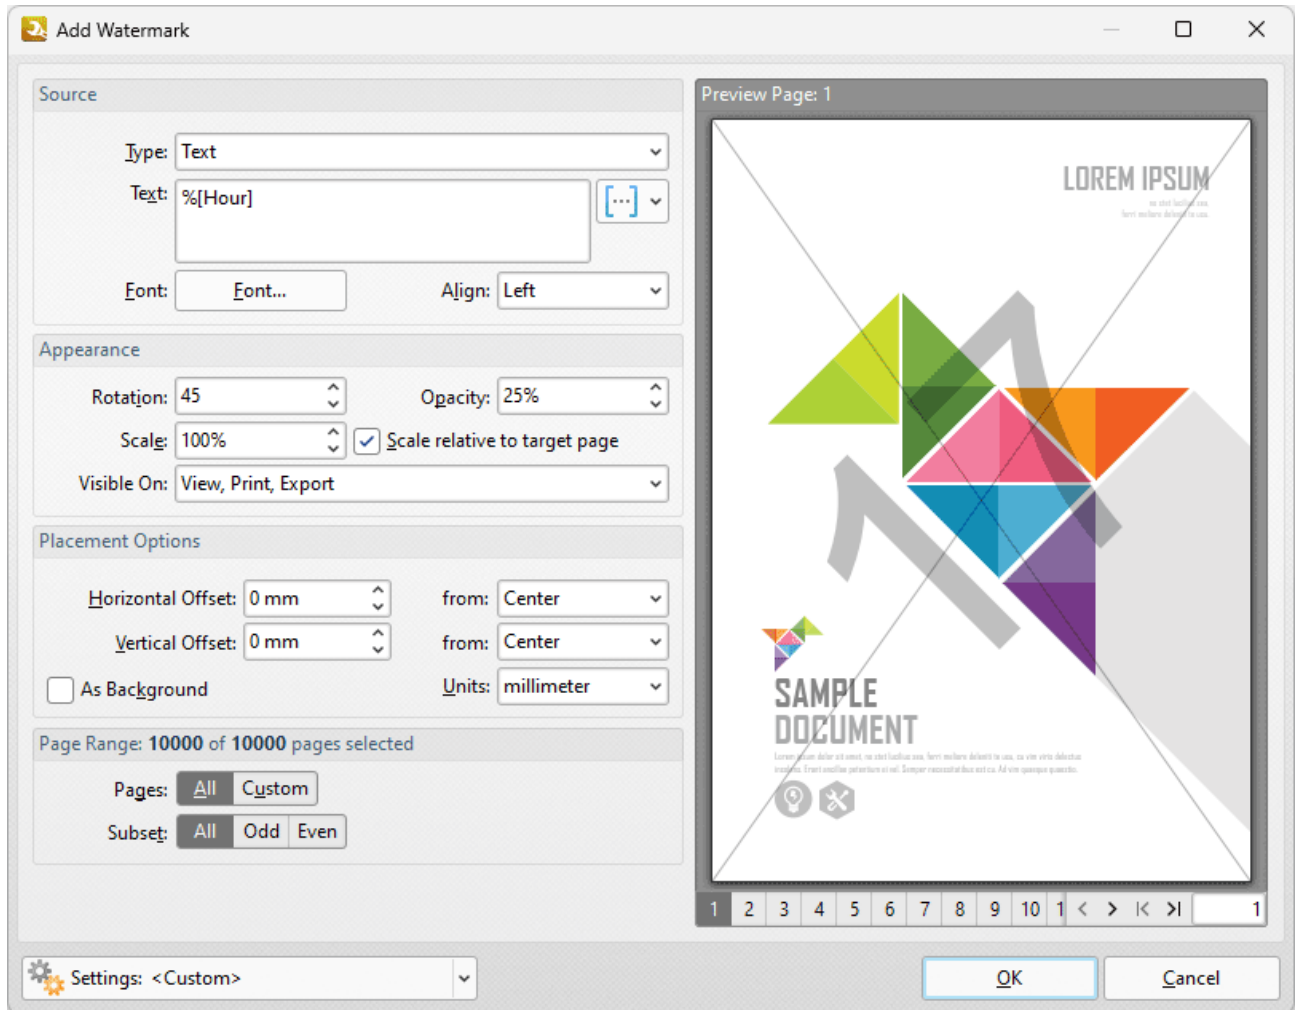 Add Watermark
Source
Type: Text
Text: %[Hour]
Font: Font... Align: Left
Appearance
Rotation: 45 Opacity: 25%
Scale: 100% Scale relative to target page
Visible On: View, Print, Export
Placement Options
Horizontal Offset: 0 mm from: Center
Vertical Offset: 0 mm from: Center
As Background Units: millimeter
Page Range: 10000 of 10000 pages selected
Pages: All Custom
Subset: All Odd Even
Preview Page: 1
LOREM IPSUM
11
SAMPLE
DOCUMENT
1 2 3 4 5 6 7 8 9 10 1 1
Settings: <Custom> OK Cancel